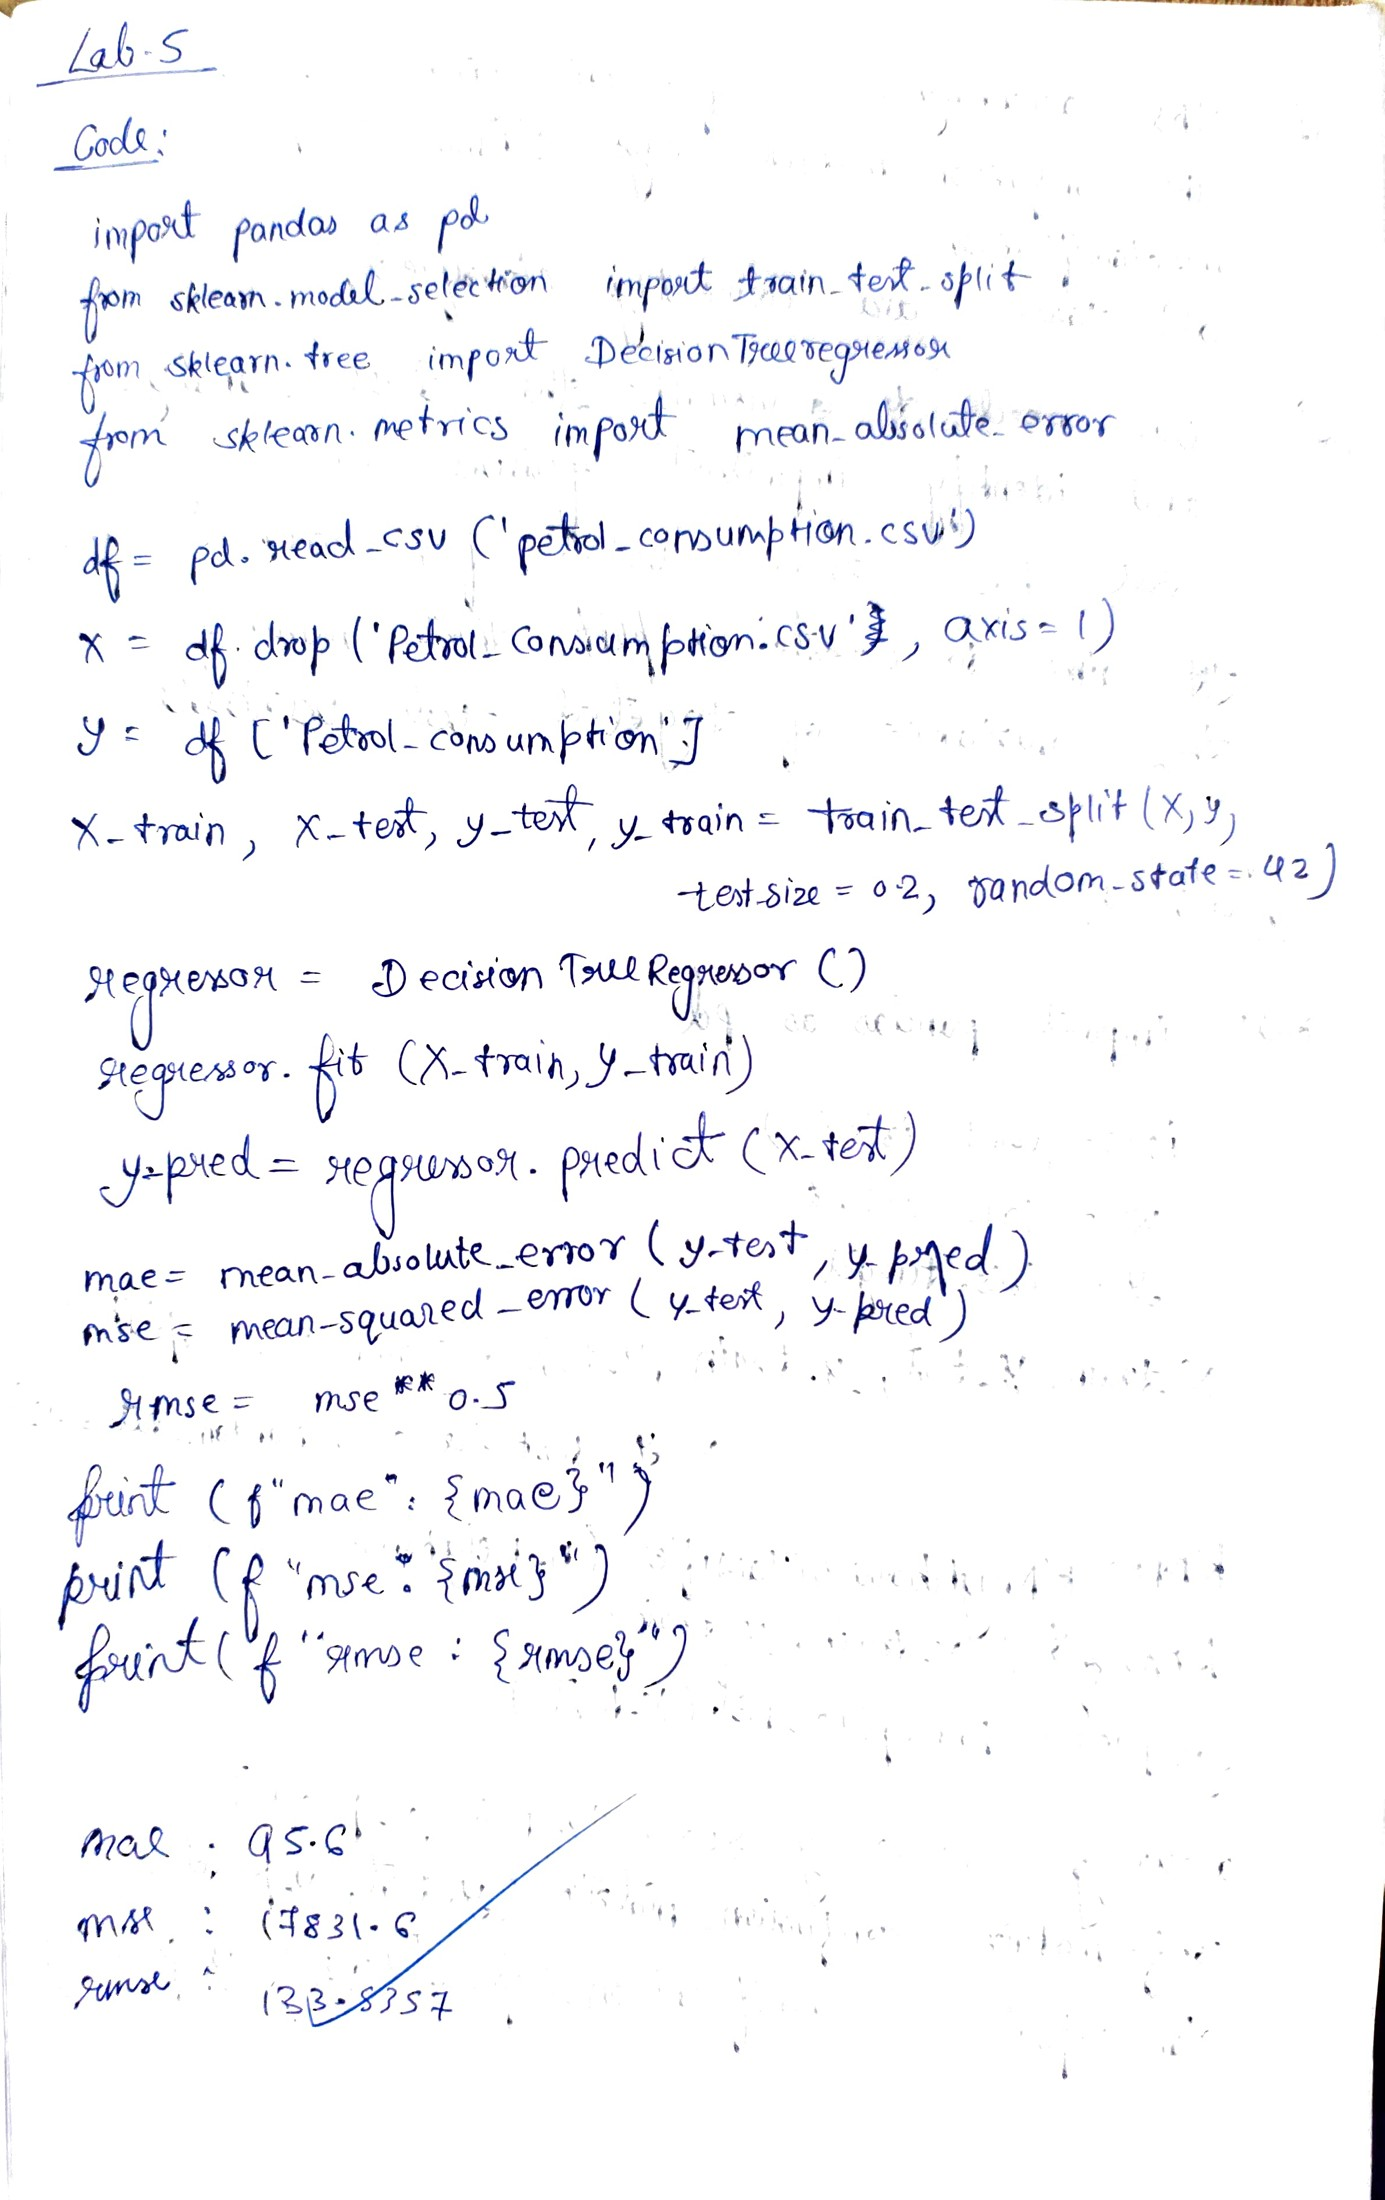 Lab-5
Code:
import pandas as pd
from sklearn.model_selection import train_test_split
from sklearn.tree import DecisionTreeregressor
from sklearn.metrics import mean_absolute_error
df = pd.read_csv ('petrol_consumption.csv')
X = df.drop ('Petrol_Consumption.csv', axis=1)
y = df ['Petrol_consumption']
X_train, X_test, y_test, y_train = train_test_split (X, y,
test_size = 0.2, random_state = 42)
regressor = Decision Tree Regressor ()
regressor.fit (X_train, y_train)
y_pred = regressor.predict (X_test)
mae = mean_absolute_error (y_test, y_pred)
mse = mean_squared_error (y_test, y_pred)
rmse = mse ** 0.5
print (f"mae": {mae}")
print (f "mse": {mse}")
print (f "rmse : {rmse}")
mae : 95.6
mse : 17831.6
rmse : 133.5357